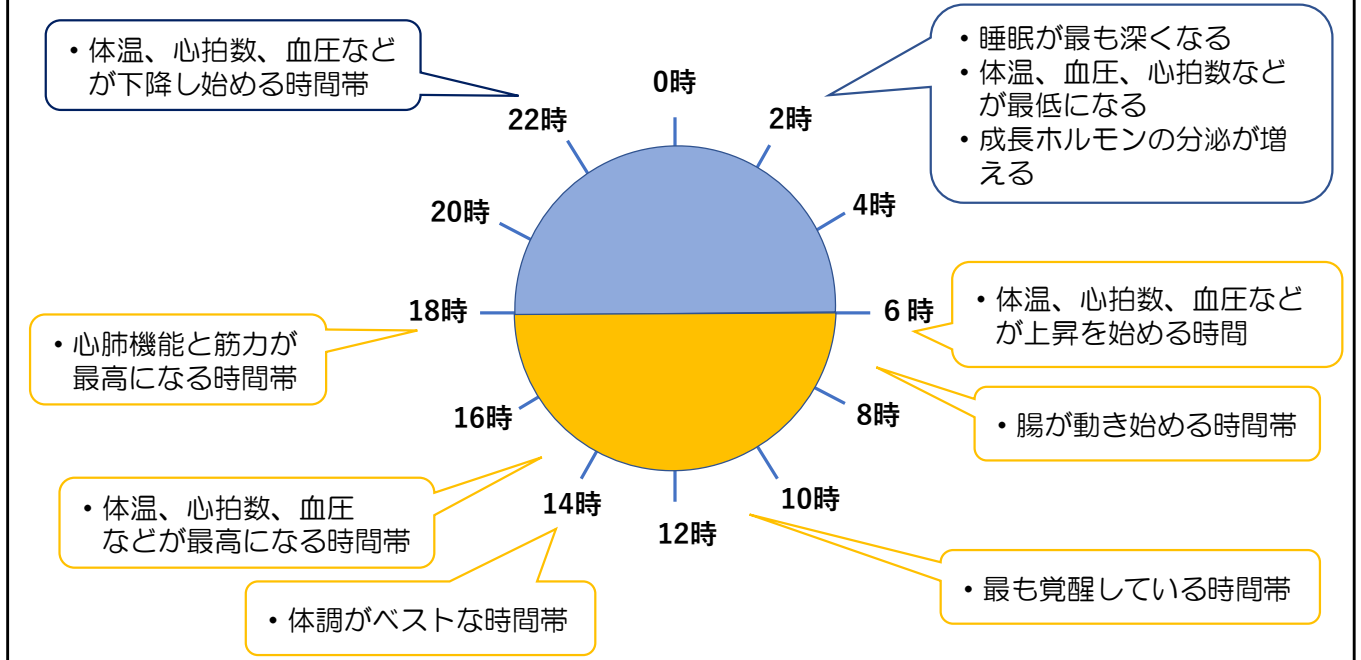 ・体温、心拍数、血圧など
が下降し始める時間帯
・睡眠が最も深くなる
・体温、血圧、心拍数など
が最低になる
・成長ホルモンの分泌が増
える
0時
2時
4時
6時
8時
10時
12時
14時
16時
18時
20時
22時
・体温、心拍数、血圧など
が上昇を始める時間
・腸が動き始める時間帯
・最も覚醒している時間帯
・体調がベストな時間帯
・体温、心拍数、血圧
などが最高になる時間帯
・心肺機能と筋力が
最高になる時間帯